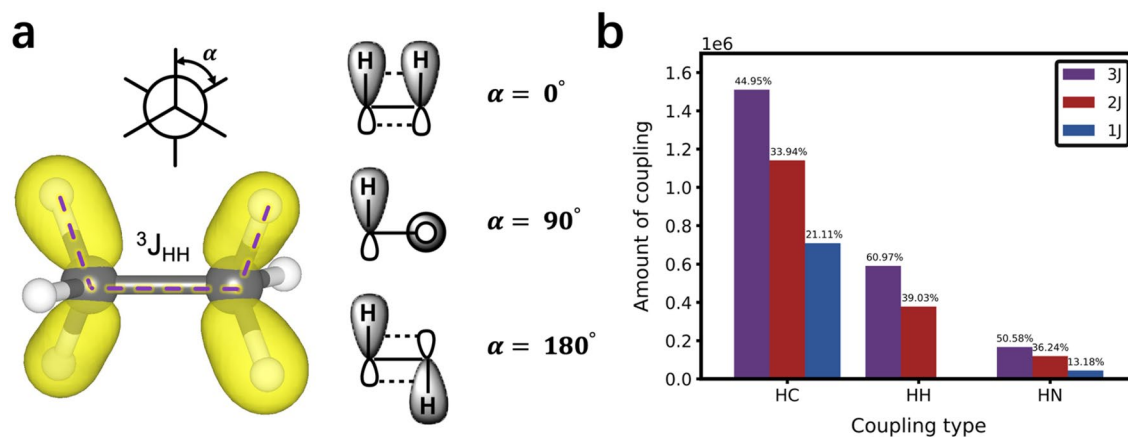 a
α
H H
α = 0°
³J_HH
H
α = 90°
H
H
α = 180°
b
1e6
Amount of coupling
1.6
1.4
1.2
1.0
0.8
0.6
0.4
0.2
0.0
44.95%
33.94%
21.11%
60.97%
39.03%
50.58%
36.24%
13.18%
3J
2J
1J
HC HH HN
Coupling type